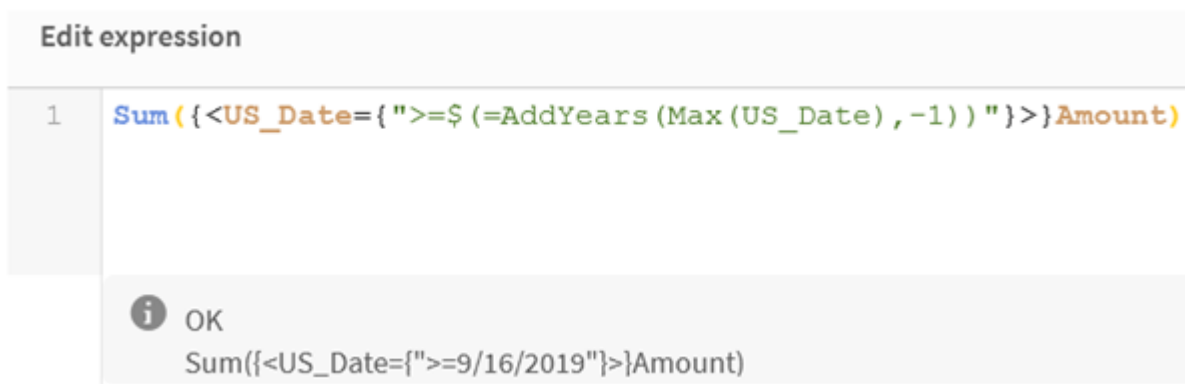 Edit expression
1 Sum({<US_Date={">=$(=AddYears(Max(US_Date),-1))"}>}Amount)
i OK
Sum({<US_Date={">=9/16/2019"}>}Amount)